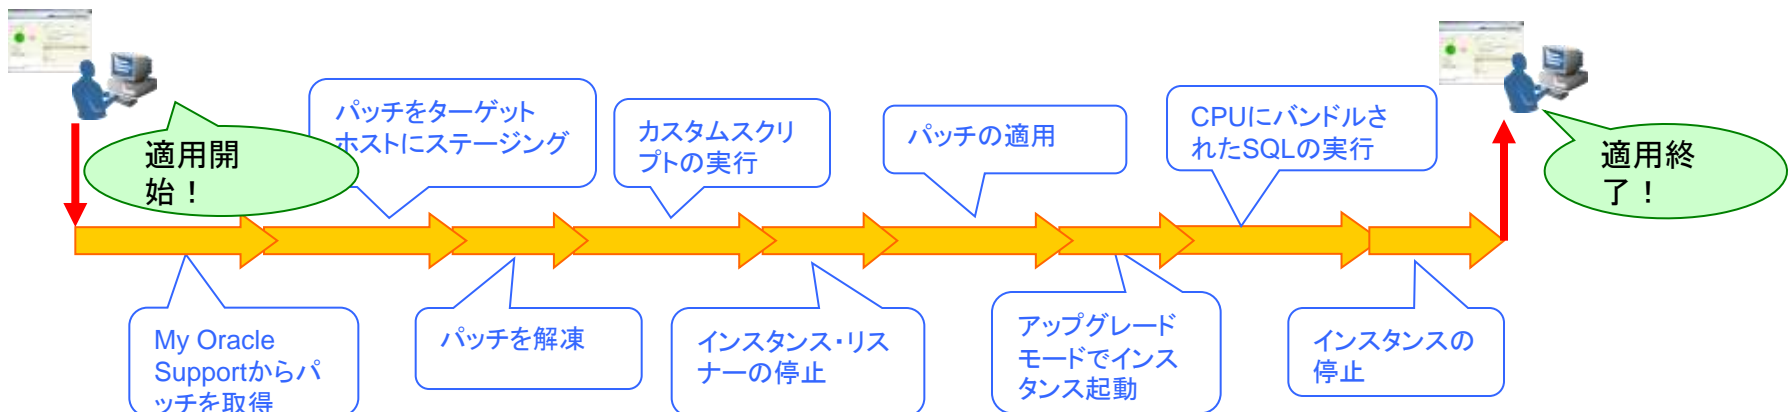 適用開
始！
パッチをターゲット
ホストにステージング
カスタムスクリ
プトの実行
パッチの適用
CPUにバンドルさ
れたSQLの実行
適用終
了！
My Oracle
Supportからパ
ッチを取得
パッチを解凍
インスタンス・リス
ナーの停止
アップグレード
モードでインス
タンス起動
インスタンスの
停止